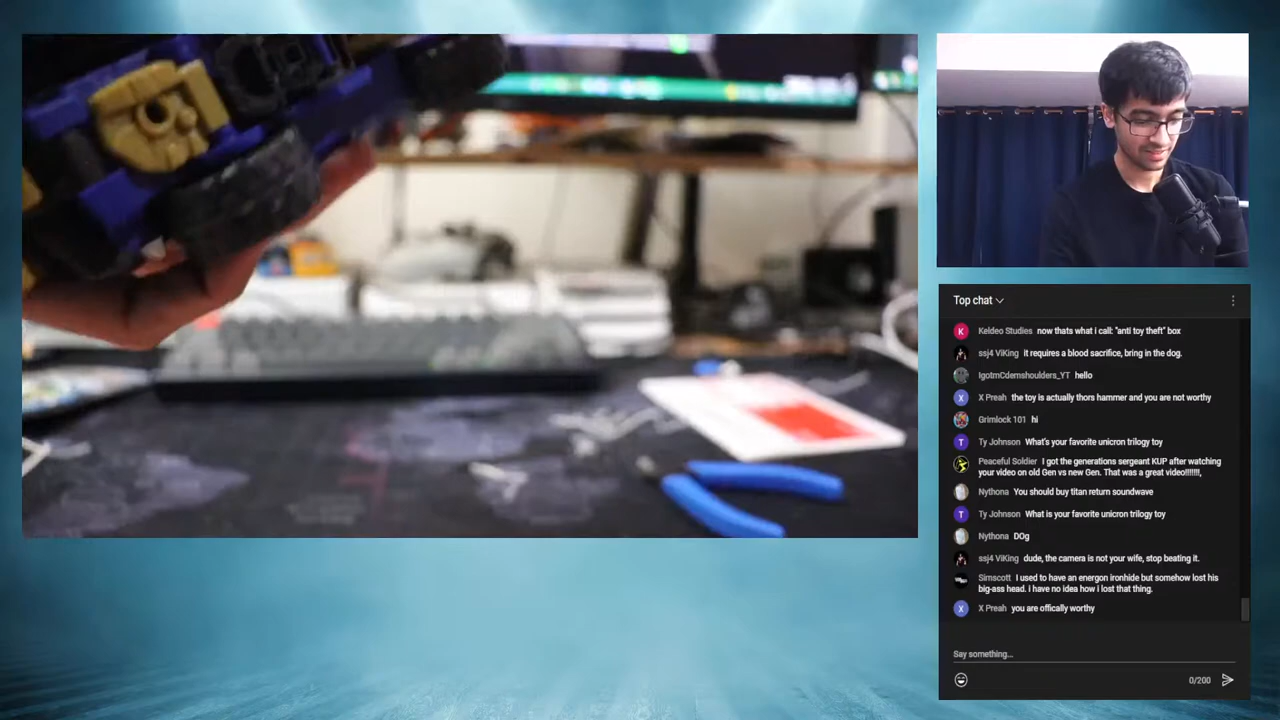 Top chat
Keldeo Studies now thats what i call: "anti toy theft" box
ssj4 ViKing it requires a blood sacrifice, bring in the dog.
IgotmCdemshoulders_YT hello
X Preah the toy is actually thors hammer and you are not worthy
Grimlock 101 hi
Ty Johnson What's your favorite unicron trilogy toy
Peaceful Soldier I got the generations sergeant KUP after watching
your video on old Gen vs new Gen. That was a great video!!!!!!!,
Nythona You should buy titan return soundwave
Ty Johnson What is your favorite unicron trilogy toy
Nythona DOg
ssj4 ViKing dude, the camera is not your wife, stop beating it.
Simscott I used to have an energon ironhide but somehow lost his
big-ass head. I have no idea how i lost that thing.
X Preah you are offically worthy
Say something...
0/200